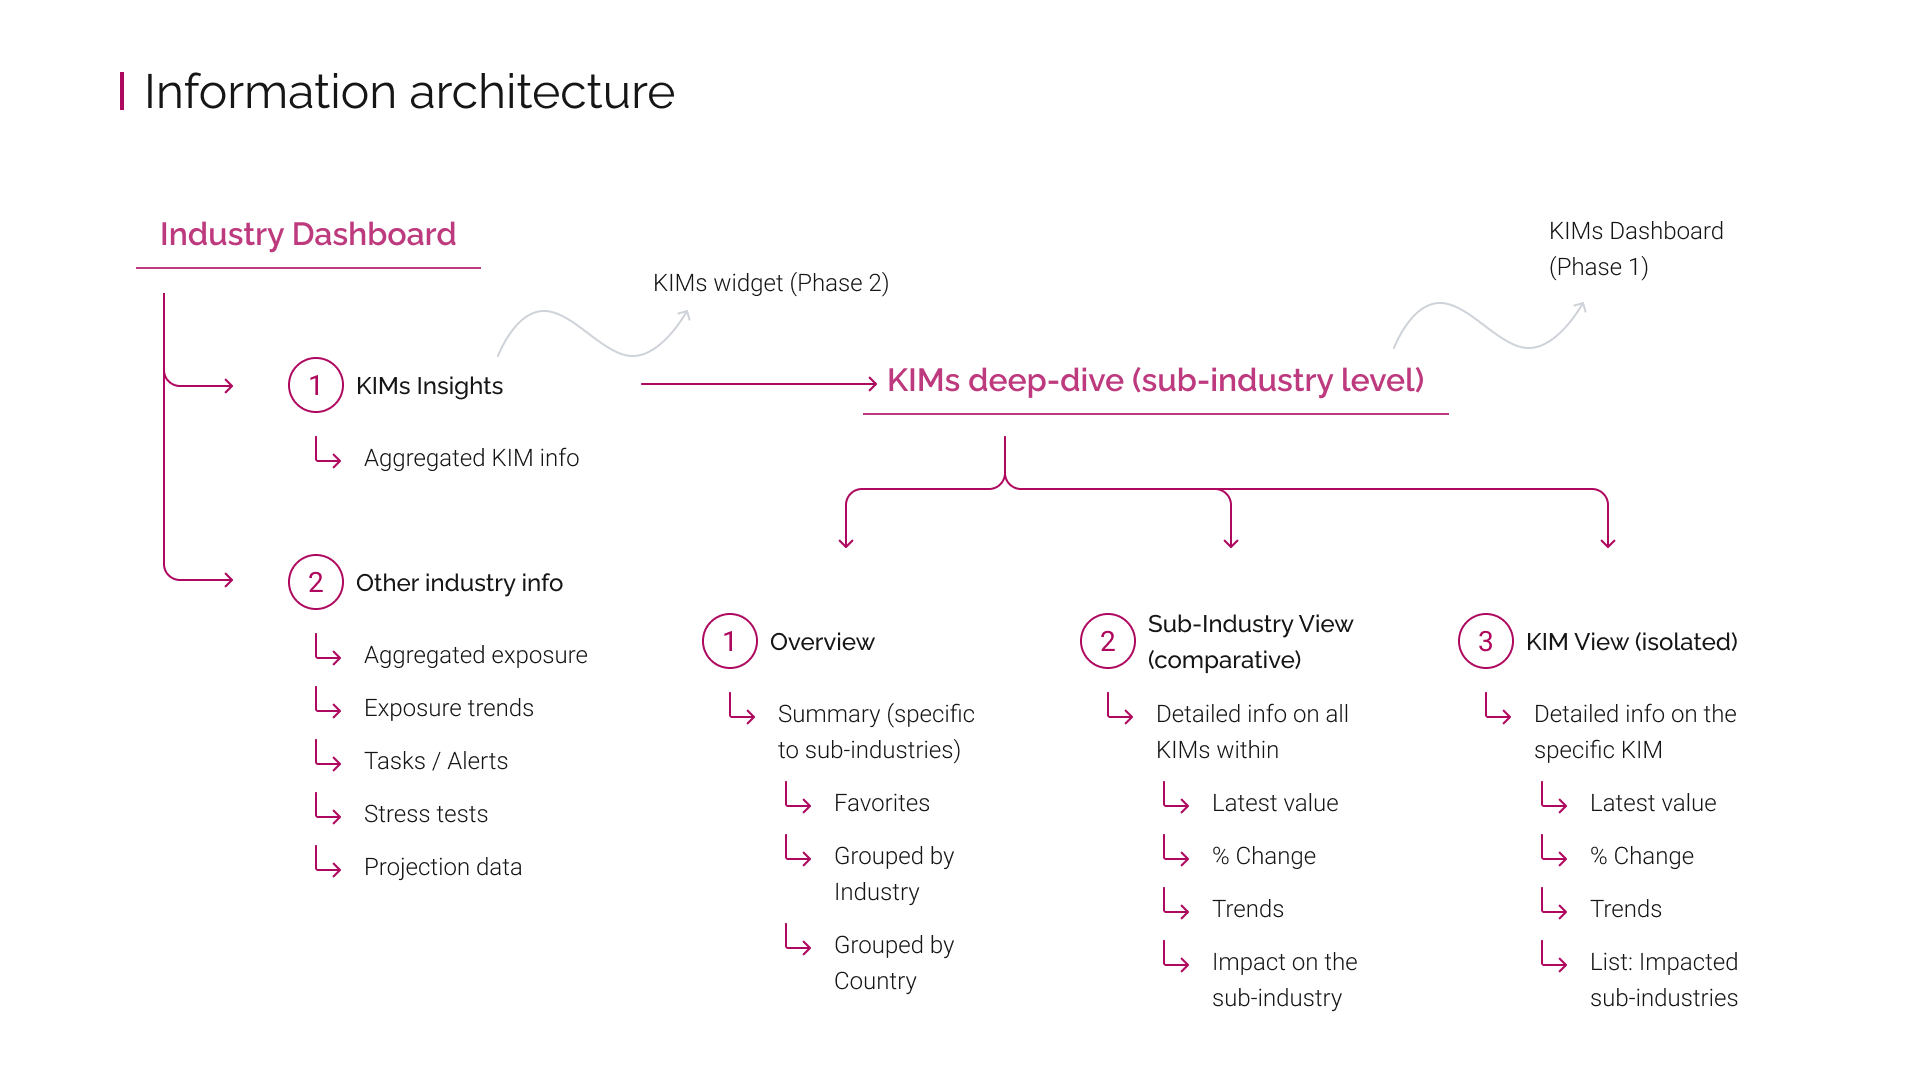 Information architecture
Industry Dashboard
KIMs widget (Phase 2)
KIMs Dashboard
(Phase 1)
1
KIMs Insights
Aggregated KIM info
KIMs deep-dive (sub-industry level)
2
Other industry info
Aggregated exposure
Exposure trends
Tasks / Alerts
Stress tests
Projection data
1
Overview
Summary (specific
to sub-industries)
Favorites
Grouped by
Industry
Grouped by
Country
2
Sub-Industry View
(comparative)
Detailed info on all
KIMs within
Latest value
% Change
Trends
Impact on the
sub-industry
3
KIM View (isolated)
Detailed info on the
specific KIM
Latest value
% Change
Trends
List: Impacted
sub-industries